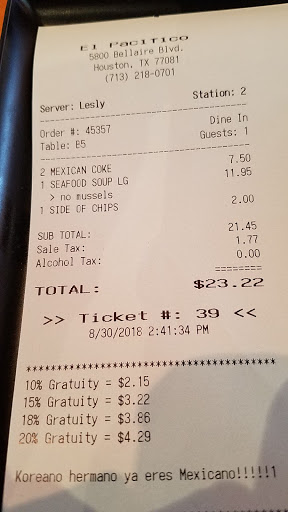 El Pacifico
5800 Bellaire Blvd.
Houston, TX 77081
(713) 218-0701
Server: Lesly Station: 2
Order #: 45357 Dine In
Table: B5 Guests: 1
2 MEXICAN COKE 7.50
1 SEAFOOD SOUP LG 11.95
> no mussels
1 SIDE OF CHIPS 2.00
SUB TOTAL: 21.45
Sale Tax: 1.77
Alcohol Tax: 0.00
========
TOTAL: $23.22
>> Ticket #: 39 <<
8/30/2018 2:41:34 PM
****************************************
10% Gratuity = $2.15
15% Gratuity = $3.22
18% Gratuity = $3.86
20% Gratuity = $4.29
Koreano hermano ya eres Mexicano!!!!!1